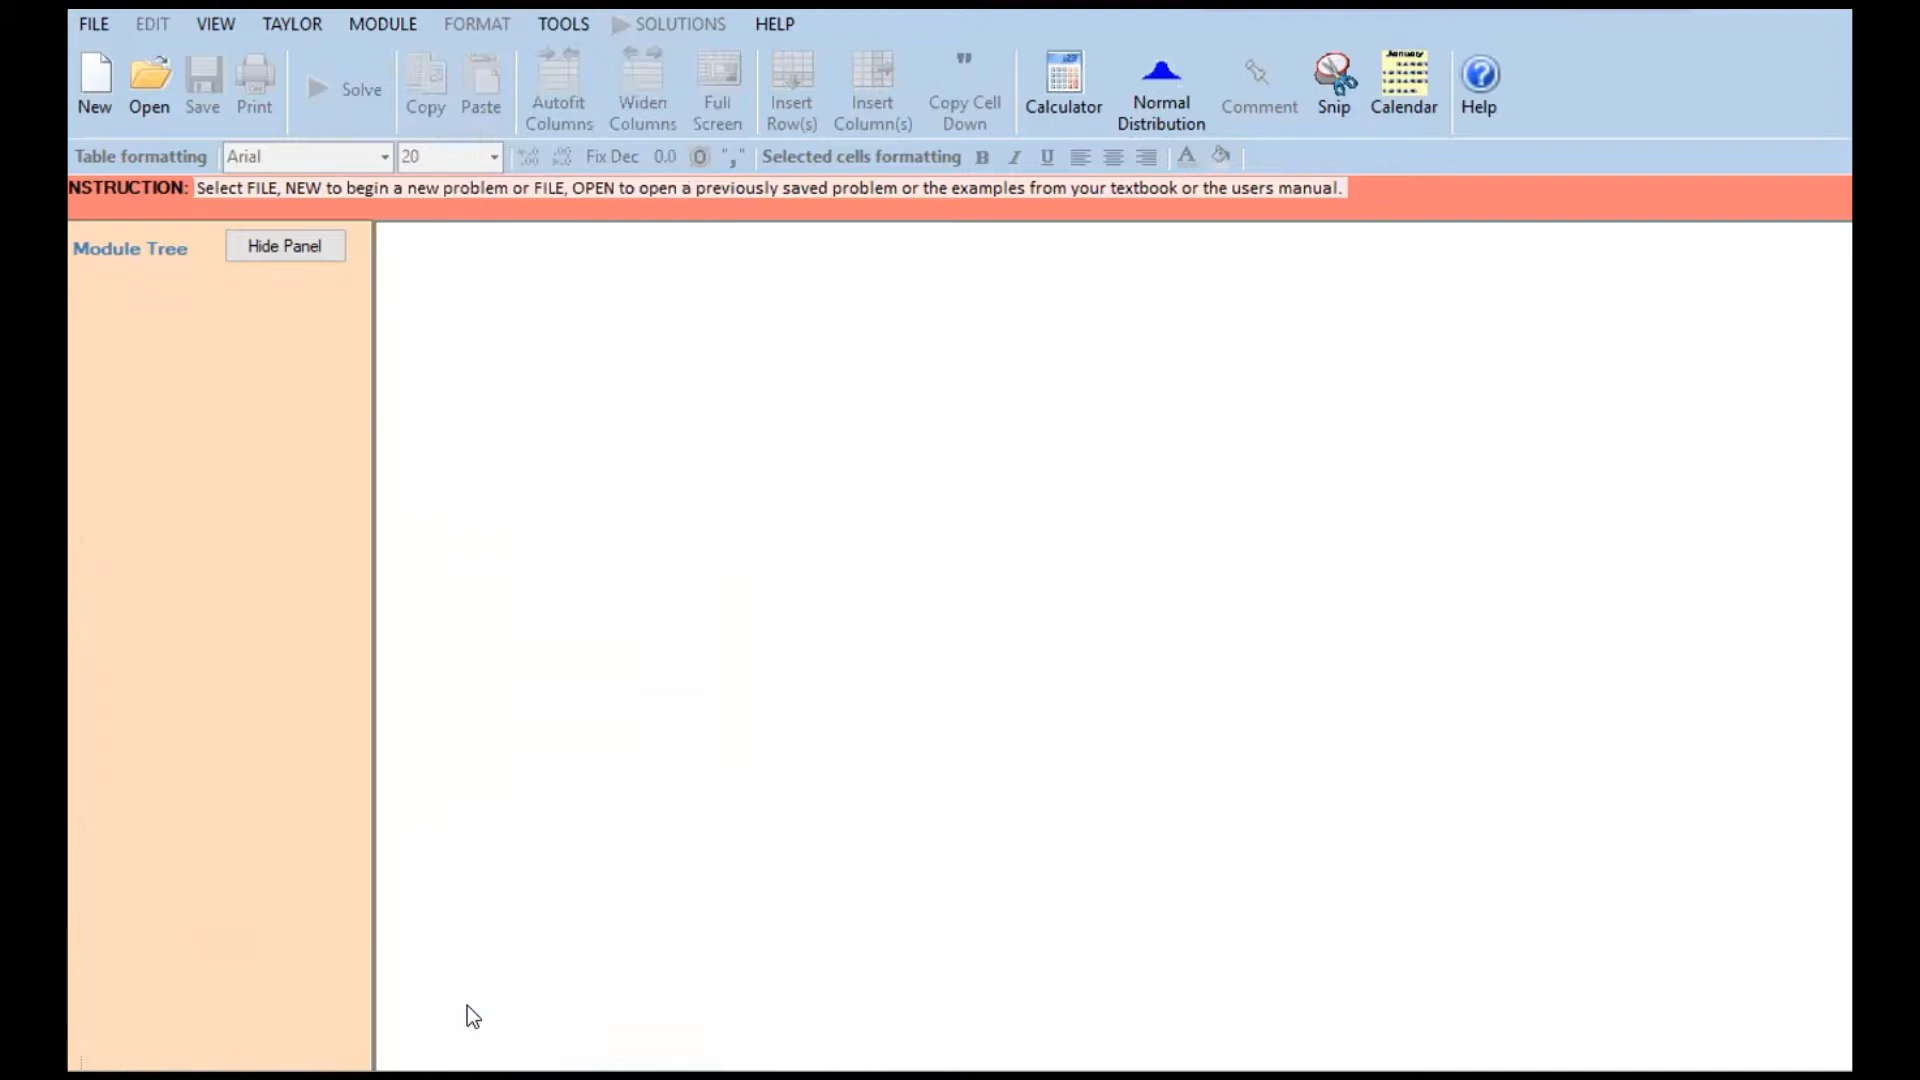 FILE EDIT VIEW TAYLOR MODULE FORMAT TOOLS SOLUTIONS HELP
New Open Save Print Solve Copy Paste Autofit Columns Widen Columns Full Screen Insert Row(s) Insert Column(s) Copy Cell Down Calculator Normal Distribution Comment Snip Calendar Help
Table formatting Arial 20 Fix Dec 0.0 0 "," Selected cells formatting B I U A
NSTRUCTION: Select FILE, NEW to begin a new problem or FILE, OPEN to open a previously saved problem or the examples from your textbook or the users manual.
Module Tree Hide Panel